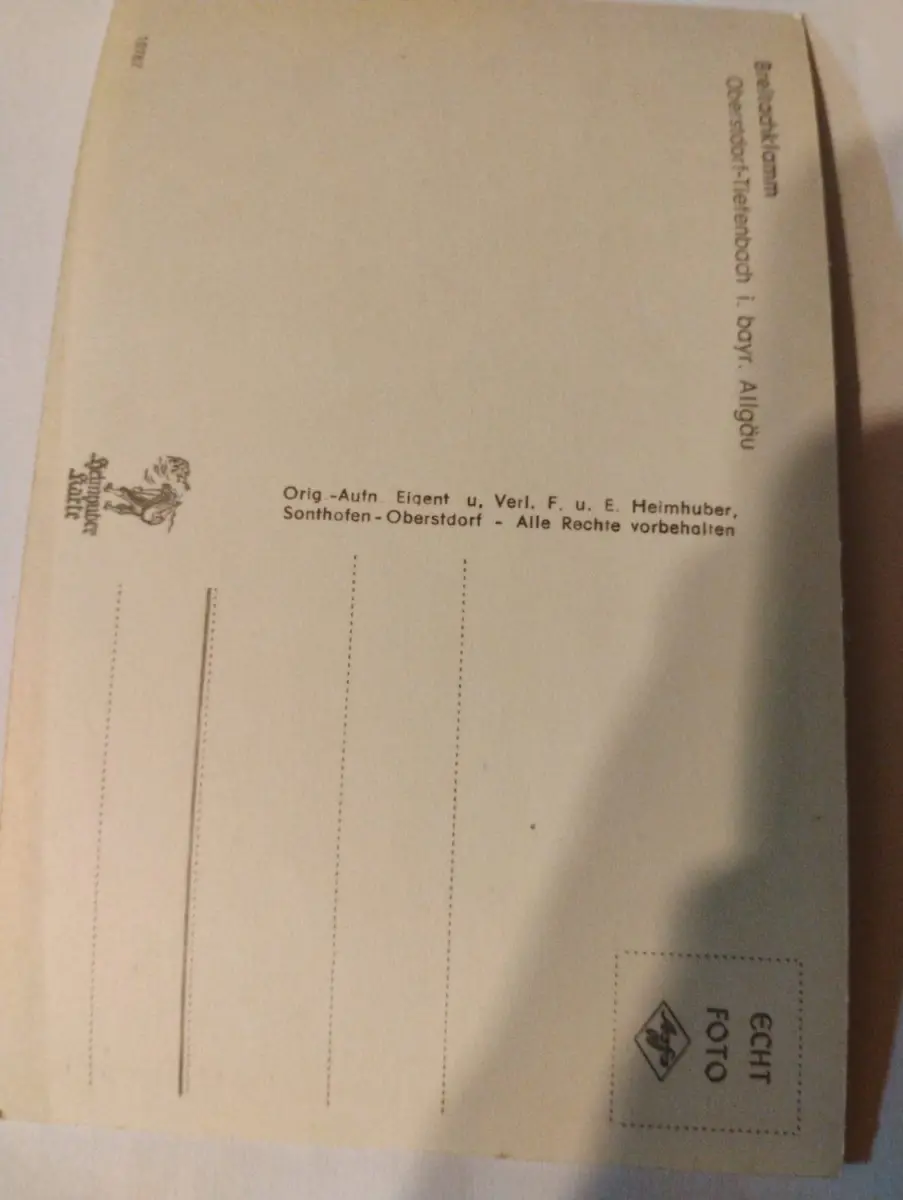 Breitachklamm
Oberstdorf-Tiefenbach i. bayr. Allgäu
Orig.-Aufn. Eigent u. Verl. F. u. E. Heimhuber,
Sonthofen-Oberstdorf - Alle Rechte vorbehalten
ECHT
FOTO
Agfa
Heimhuber
Karte